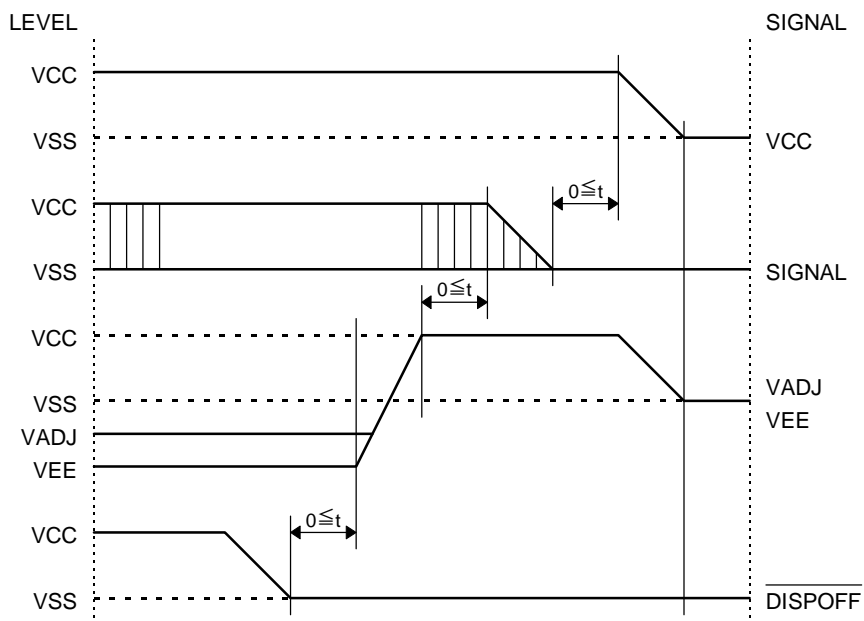 LEVEL SIGNAL
VCC
VSS VCC
VCC 0≦t
VSS SIGNAL
0≦t
VCC
VSS VADJ
VEE
VADJ
VEE
0≦t
VCC
VSS DISPOFF